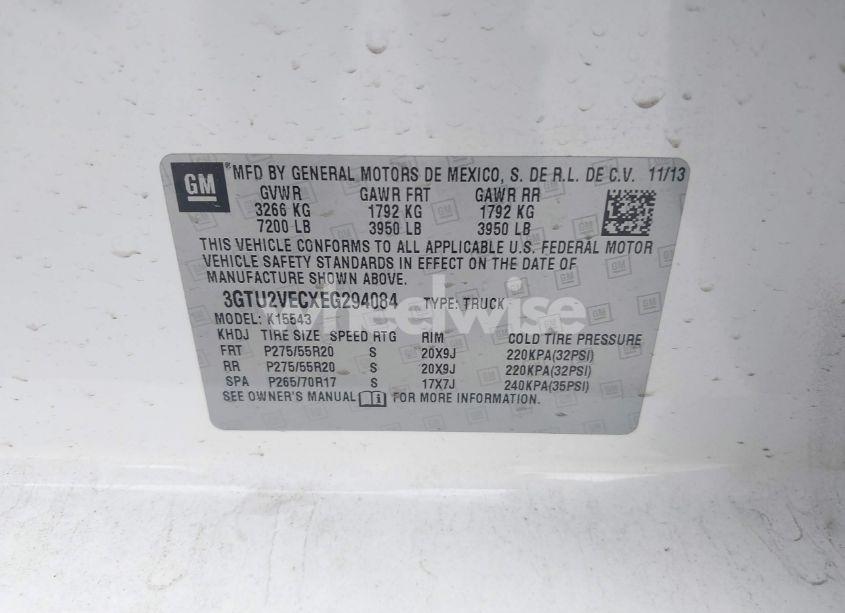 GM ®MFD BY GENERAL MOTORS DE MEXICO, S. DE R.L. DE C.V. 11/13
GVWR GAWR FRT GAWR RR
3266 KG 1792 KG 1792 KG
7200 LB 3950 LB 3950 LB
THIS VEHICLE CONFORMS TO ALL APPLICABLE U.S. FEDERAL MOTOR
VEHICLE SAFETY STANDARDS IN EFFECT ON THE DATE OF
MANUFACTURE SHOWN ABOVE.
3GTU2VECXEG294084 TYPE: TRUCK
MODEL: K15543
wheelwise
KHDJ TIRE SIZE SPEED RTG RIM COLD TIRE PRESSURE
FRT P275/55R20 S 20X9J 220KPA(32PSI)
RR P275/55R20 S 20X9J 220KPA(32PSI)
SPA P265/70R17 S 17X7J 240KPA(35PSI)
SEE OWNER'S MANUAL FOR MORE INFORMATION.